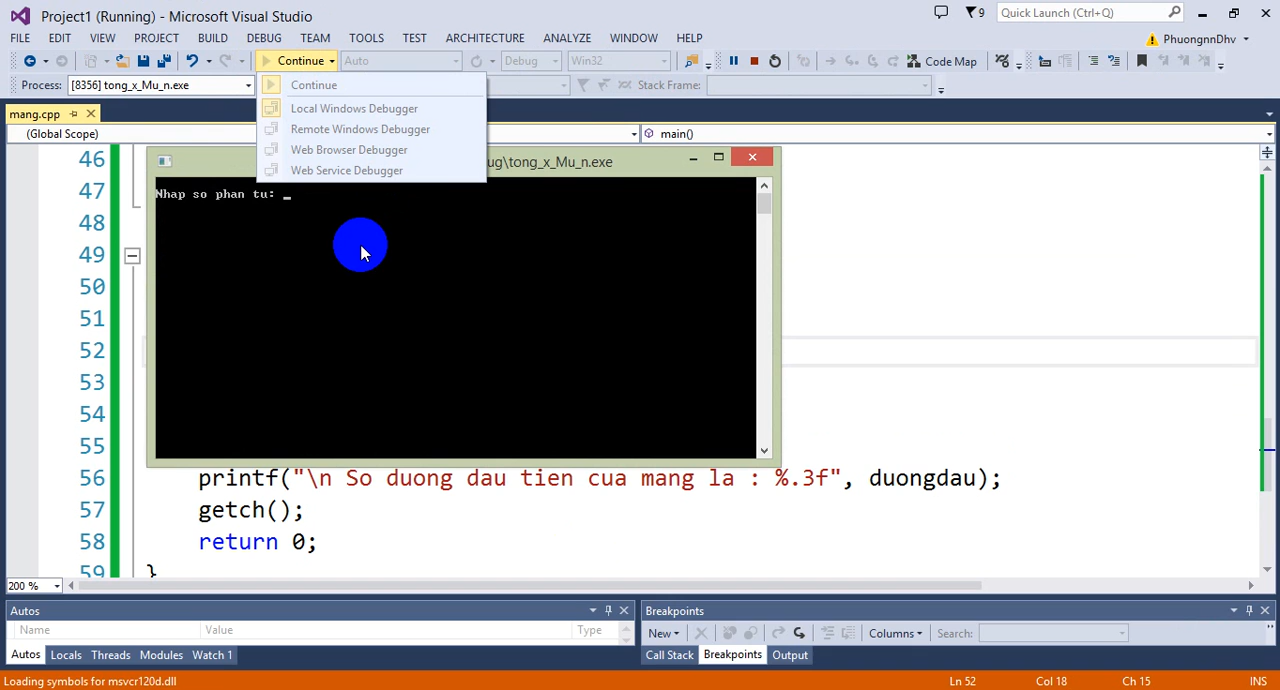 Project1 (Running) - Microsoft Visual Studio
9
Quick Launch (Ctrl+Q)
FILE EDIT VIEW PROJECT BUILD DEBUG TEAM TOOLS TEST ARCHITECTURE ANALYZE WINDOW HELP
PhuongnnDhv
Continue Auto Debug Win32 Code Map
Process: [8356] tong_x_Mu_n.exe Stack Frame:
Continue
Local Windows Debugger
Remote Windows Debugger
Web Browser Debugger
Web Service Debugger
mang.cpp
(Global Scope) main()
ug\tong_x_Mu_n.exe
Nhap so phan tu: _
46
47
48
49
50
51
52
53
54
55
56 printf("\n So duong dau tien cua mang la : %.3f", duongdau);
57 getch();
58 return 0;
59 }
200 %
Autos
Name Value Type
Autos Locals Threads Modules Watch 1
Breakpoints
New Columns Search:
Call Stack Breakpoints Output
Loading symbols for msvcr120d.dll Ln 52 Col 18 Ch 15 INS